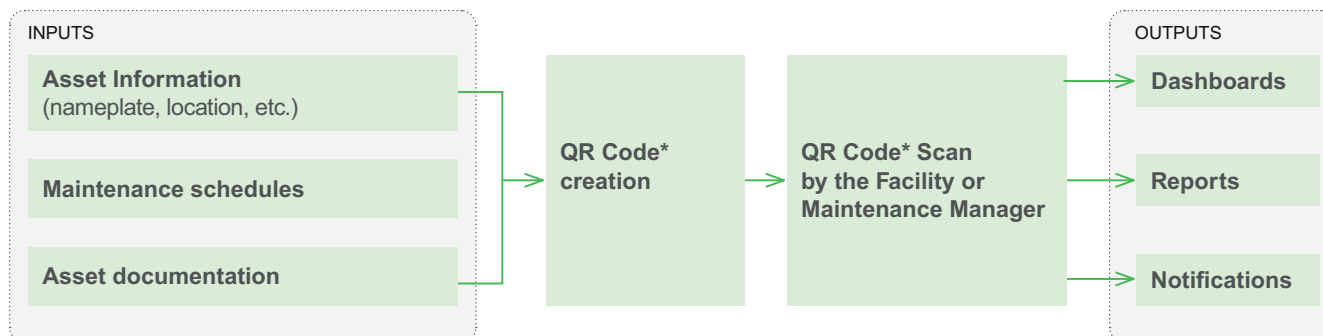 INPUTS
Asset Information
(nameplate, location, etc.)
Maintenance schedules
Asset documentation
QR Code*
creation
QR Code* Scan
by the Facility or
Maintenance Manager
OUTPUTS
Dashboards
Reports
Notifications